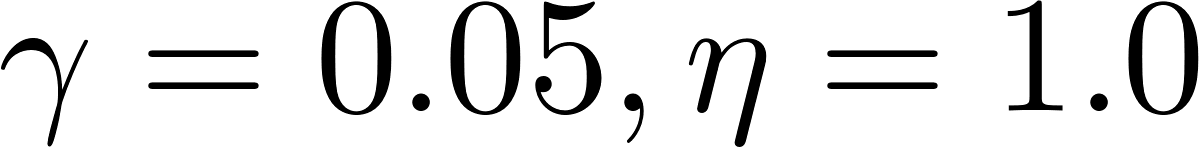 γ = 0.05, η = 1.0